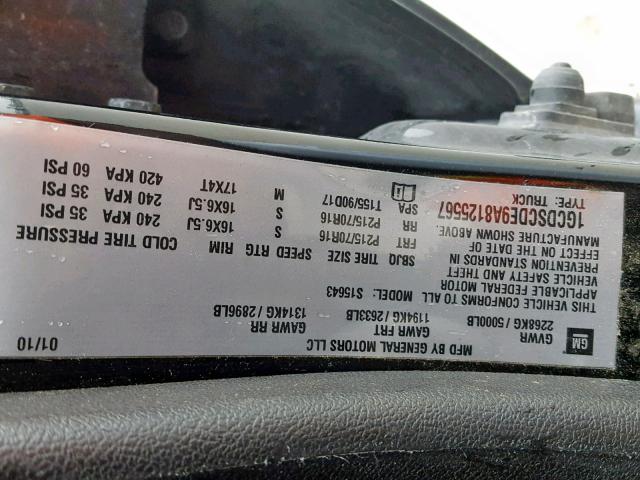 MFD BY GENERAL MOTORS LLC 01/10
GM
GVWR GAWR FRT GAWR RR
2268KG / 5000LB 1194KG / 2633LB 1314KG / 2896LB
THIS VEHICLE CONFORMS TO ALL MODEL: S15643
APPLICABLE FEDERAL MOTOR
VEHICLE SAFETY AND THEFT
PREVENTION STANDARDS IN
EFFECT ON THE DATE OF
MANUFACTURE SHOWN ABOVE.
1GCDSCDE9A8125567
TYPE: TRUCK
SBJQ TIRE SIZE SPEED RTG RIM COLD TIRE PRESSURE
FRT P215/70R16 S 16X6.5J 240 KPA 35 PSI
RR P215/70R16 S 16X6.5J 240 KPA 35 PSI
SPA T155/90D17 M 17X4T 420 KPA 60 PSI